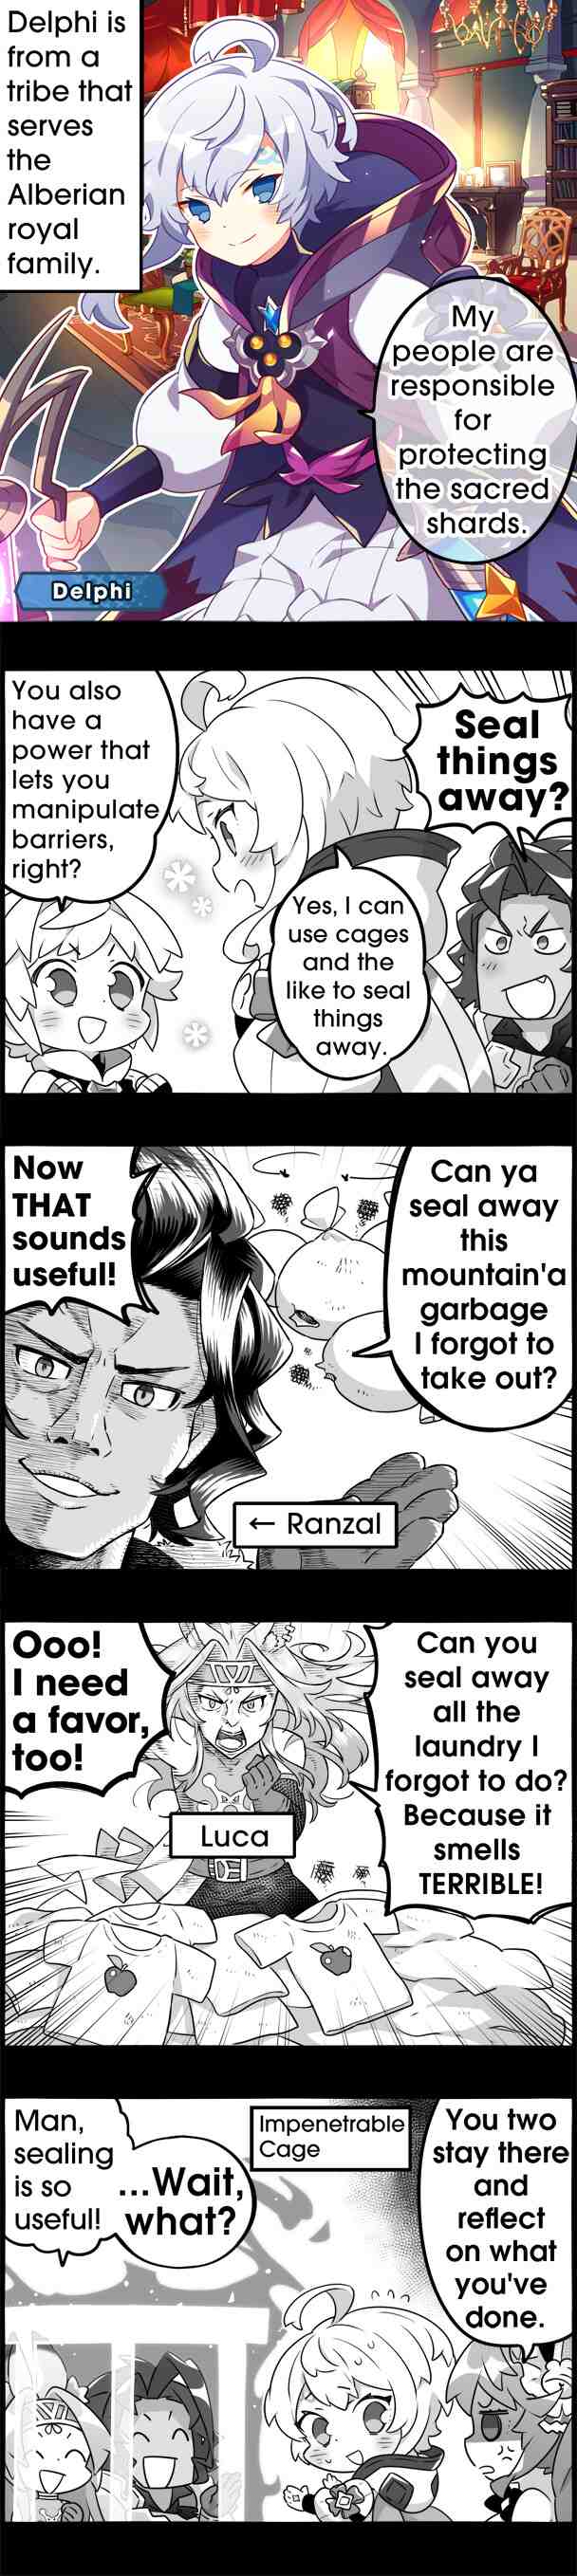 Delphi is
from a
tribe that
serves
the
Alberian
royal
family.
My
people are
responsible
for
protecting
the sacred
shards.
Delphi
You also
have a
power that
lets you
manipulate
barriers,
right?
Yes, I can
use cages
and the
like to seal
things
away.
Seal
things
away?
Now
THAT
sounds
useful!
Can ya
seal away
this
mountain'a
garbage
I forgot to
take out?
← Ranzal
Ooo!
I need
a favor,
too!
Luca
Can you
seal away
all the
laundry I
forgot to do?
Because it
smells
TERRIBLE!
Man,
sealing
is so
useful!
...Wait,
what?
Impenetrable
Cage
You two
stay there
and
reflect
on what
you've
done.